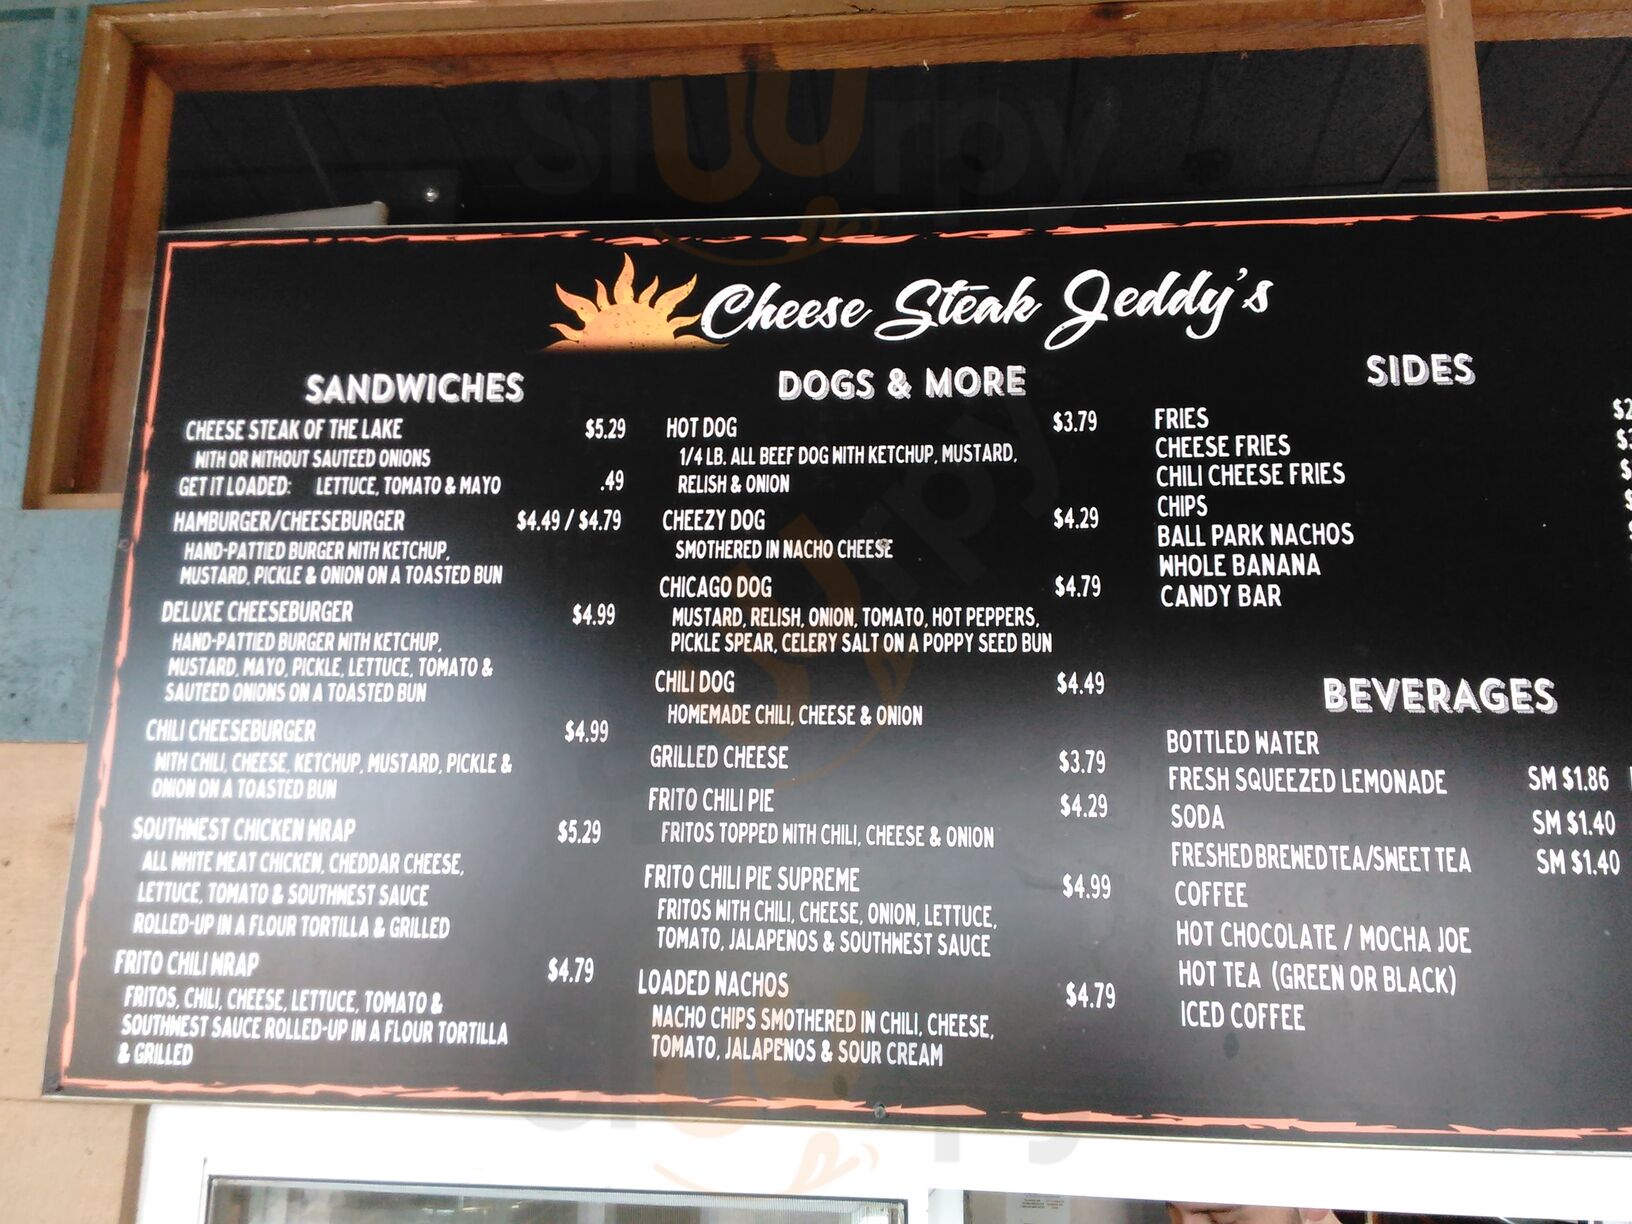 Cheese Steak Jeddy's
SANDWICHES
CHEESE STEAK OF THE LAKE $5.29
WITH OR WITHOUT SAUTEED ONIONS
GET IT LOADED: LETTUCE, TOMATO & MAYO .49
HAMBURGER/CHEESEBURGER $4.49 / $4.79
HAND-PATTIED BURGER WITH KETCHUP,
MUSTARD, PICKLE & ONION ON A TOASTED BUN
DELUXE CHEESEBURGER $4.99
HAND-PATTIED BURGER WITH KETCHUP,
MUSTARD, MAYO, PICKLE, LETTUCE, TOMATO &
SAUTEED ONIONS ON A TOASTED BUN
CHILI CHEESEBURGER $4.99
WITH CHILI, CHEESE, KETCHUP, MUSTARD, PICKLE &
ONION ON A TOASTED BUN
SOUTHWEST CHICKEN WRAP $5.29
ALL WHITE MEAT CHICKEN, CHEDDAR CHEESE,
LETTUCE, TOMATO & SOUTHWEST SAUCE
ROLLED-UP IN A FLOUR TORTILLA & GRILLED
FRITO CHILI WRAP $4.79
FRITOS, CHILI, CHEESE, LETTUCE, TOMATO &
SOUTHWEST SAUCE ROLLED-UP IN A FLOUR TORTILLA
& GRILLED
DOGS & MORE
HOT DOG $3.79
1/4 LB. ALL BEEF DOG WITH KETCHUP, MUSTARD,
RELISH & ONION
CHEEZY DOG $4.29
SMOTHERED IN NACHO CHEESE
CHICAGO DOG $4.79
MUSTARD, RELISH, ONION, TOMATO, HOT PEPPERS,
PICKLE SPEAR, CELERY SALT ON A POPPY SEED BUN
CHILI DOG $4.49
HOMEMADE CHILI, CHEESE & ONION
GRILLED CHEESE $3.79
FRITO CHILI PIE $4.29
FRITOS TOPPED WITH CHILI, CHEESE & ONION
FRITO CHILI PIE SUPREME $4.99
FRITOS WITH CHILI, CHEESE, ONION, LETTUCE,
TOMATO, JALAPENOS & SOUTHWEST SAUCE
LOADED NACHOS $4.79
NACHO CHIPS SMOTHERED IN CHILI, CHEESE,
TOMATO, JALAPENOS & SOUR CREAM
SIDES
FRIES
CHEESE FRIES
CHILI CHEESE FRIES
CHIPS
BALL PARK NACHOS
WHOLE BANANA
CANDY BAR
BEVERAGES
BOTTLED WATER
FRESH SQUEEZED LEMONADE SM $1.86
SODA SM $1.40
FRESHED BREWED TEA/SWEET TEA SM $1.40
COFFEE
HOT CHOCOLATE / MOCHA JOE
HOT TEA (GREEN OR BLACK)
ICED COFFEE
sluurpy
sluurpy
sluurpy